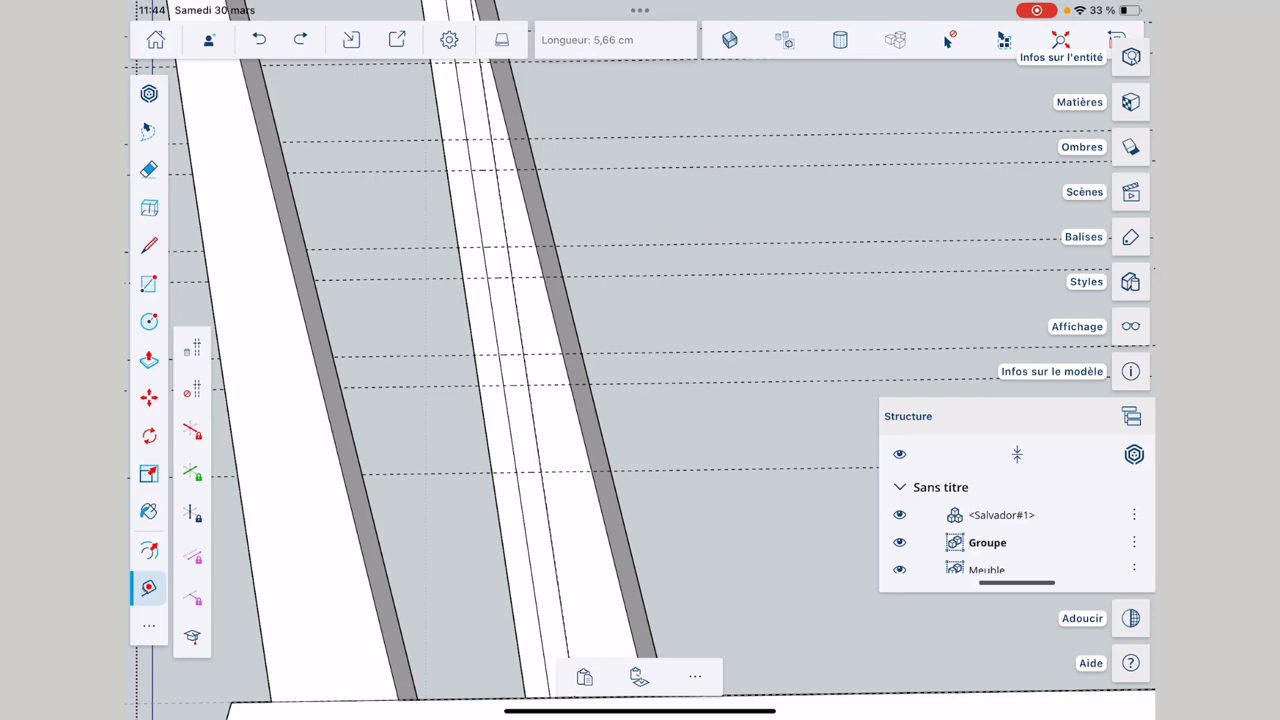 11:44 Samedi 30 mars
33 %
Longueur: 5,66 cm
Infos sur l'entité
Matières
Ombres
Scènes
Balises
Styles
Affichage
Infos sur le modèle
Structure
Sans titre
<Salvador#1>
Groupe
Meuble
Adoucir
Aide